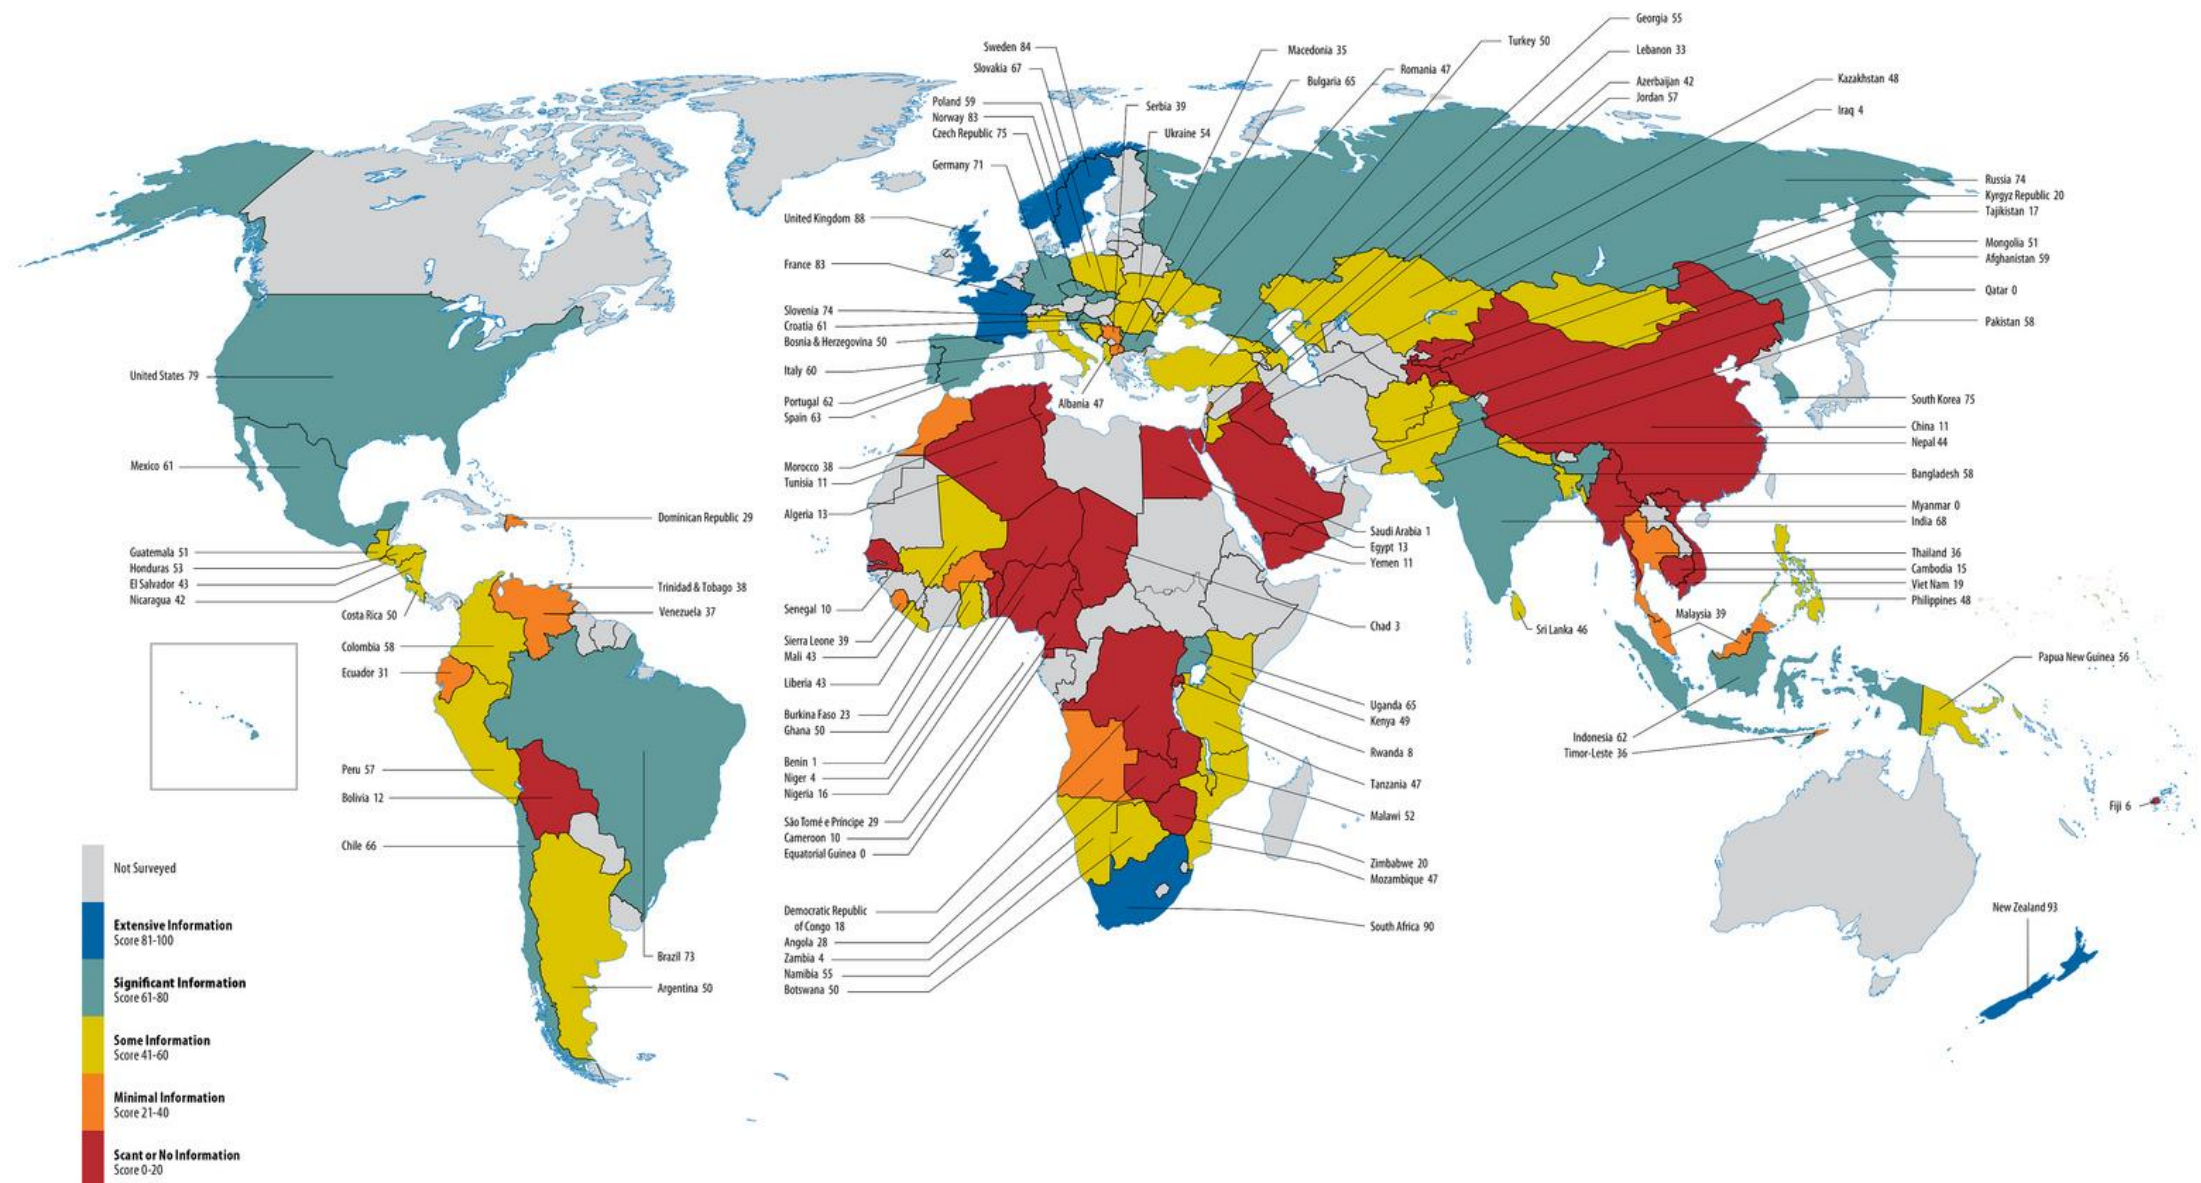 Georgia 55
Turkey 50
Sweden 84
Macedonia 35
Lebanon 33
Slovakia 67
Romania 47
Kazakhstan 48
Bulgaria 65
Azerbaijan 42
Jordan 57
Poland 59
Serbia 39
Iraq 4
Norway 83
Czech Republic 75
Ukraine 54
Germany 71
Russia 74
Kyrgyz Republic 20
Tajikistan 17
United Kingdom 88
Mongolia 51
Afghanistan 59
France 83
Qatar 0
Slovenia 74
Pakistan 58
Croatia 61
Bosnia & Herzegovina 50
Italy 60
United States 79
Portugal 62
Albania 47
South Korea 75
Spain 63
China 11
Nepal 44
Mexico 61
Morocco 38
Bangladesh 58
Tunisia 11
Myanmar 0
Algeria 13
Dominican Republic 29
India 68
Saudi Arabia 1
Egypt 13
Yemen 11
Guatemala 51
Honduras 53
El Salvador 43
Nicaragua 42
Thailand 36
Cambodia 15
Viet Nam 19
Philippines 48
Trinidad & Tobago 38
Costa Rica 50
Venezuela 37
Senegal 10
Malaysia 39
Chad 3
Sri Lanka 46
Sierra Leone 39
Colombia 58
Mali 43
Papua New Guinea 56
Ecuador 31
Liberia 43
Uganda 65
Burkina Faso 23
Kenya 49
Ghana 50
Indonesia 62
Rwanda 8
Timor-Leste 36
Benin 1
Peru 57
Niger 4
Tanzania 47
Nigeria 16
Bolivia 12
Fiji 6
Malawi 52
São Tomé e Príncipe 29
Cameroon 10
Chile 66
Equatorial Guinea 0
Zimbabwe 20
Not Surveyed
Mozambique 47
New Zealand 93
Democratic Republic
of Congo 18
Extensive Information
Score 81-100
South Africa 90
Angola 28
Brazil 73
Zambia 4
Namibia 55
Significant Information
Score 61-80
Argentina 50
Botswana 50
Some Information
Score 41-60
Minimal Information
Score 21-40
Scant or No Information
Score 0-20